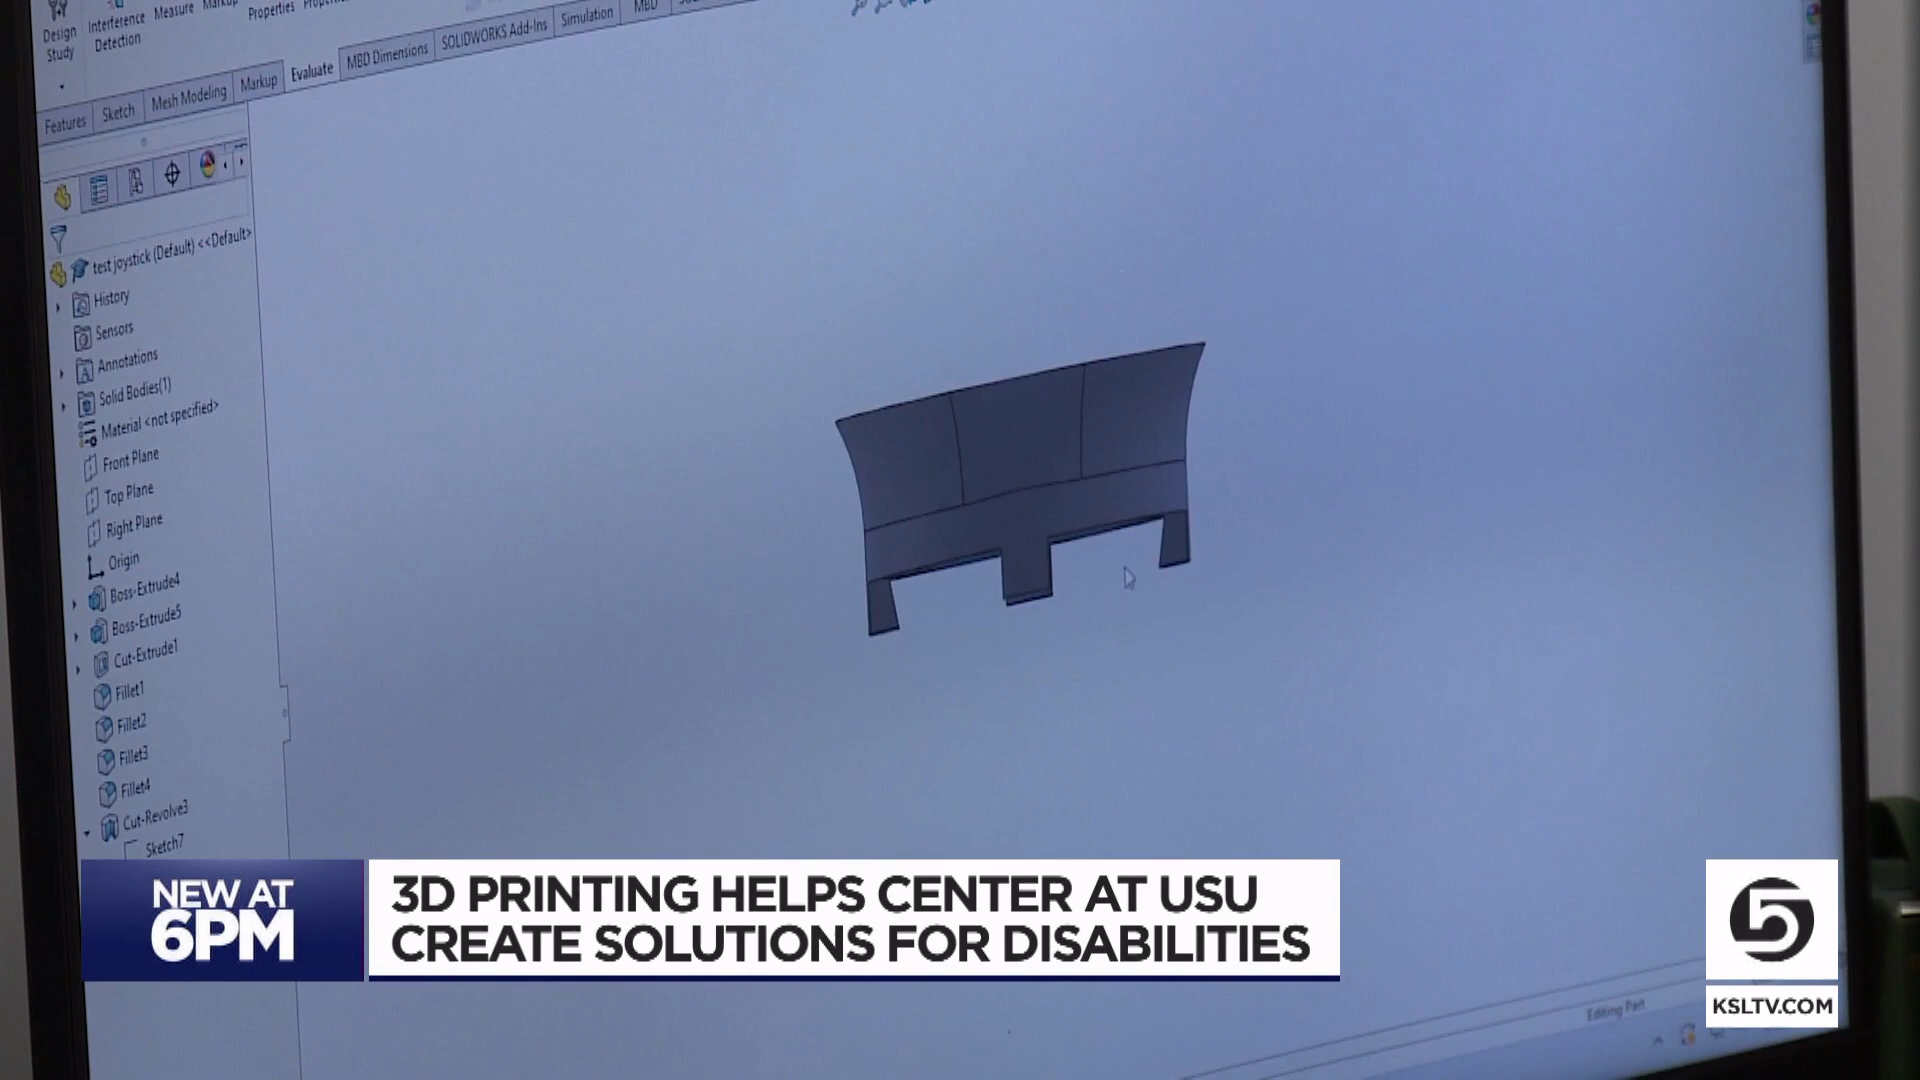 Design
Study
Interference
Detection
Measure
Markup
Properties
Features
Sketch
Mesh Modeling
Markup
Evaluate
MBD Dimensions
SOLIDWORKS Add-Ins
Simulation
MBD
test joystick (Default) <<Default>
History
Sensors
Annotations
Solid Bodies(1)
Material <not specified>
Front Plane
Top Plane
Right Plane
Origin
Boss-Extrude4
Boss-Extrude5
Cut-Extrude1
Fillet1
Fillet2
Fillet3
Fillet4
Cut-Revolve3
Sketch7
Editing Part
NEW AT
6PM
3D PRINTING HELPS CENTER AT USU
CREATE SOLUTIONS FOR DISABILITIES
5
KSLTV.COM